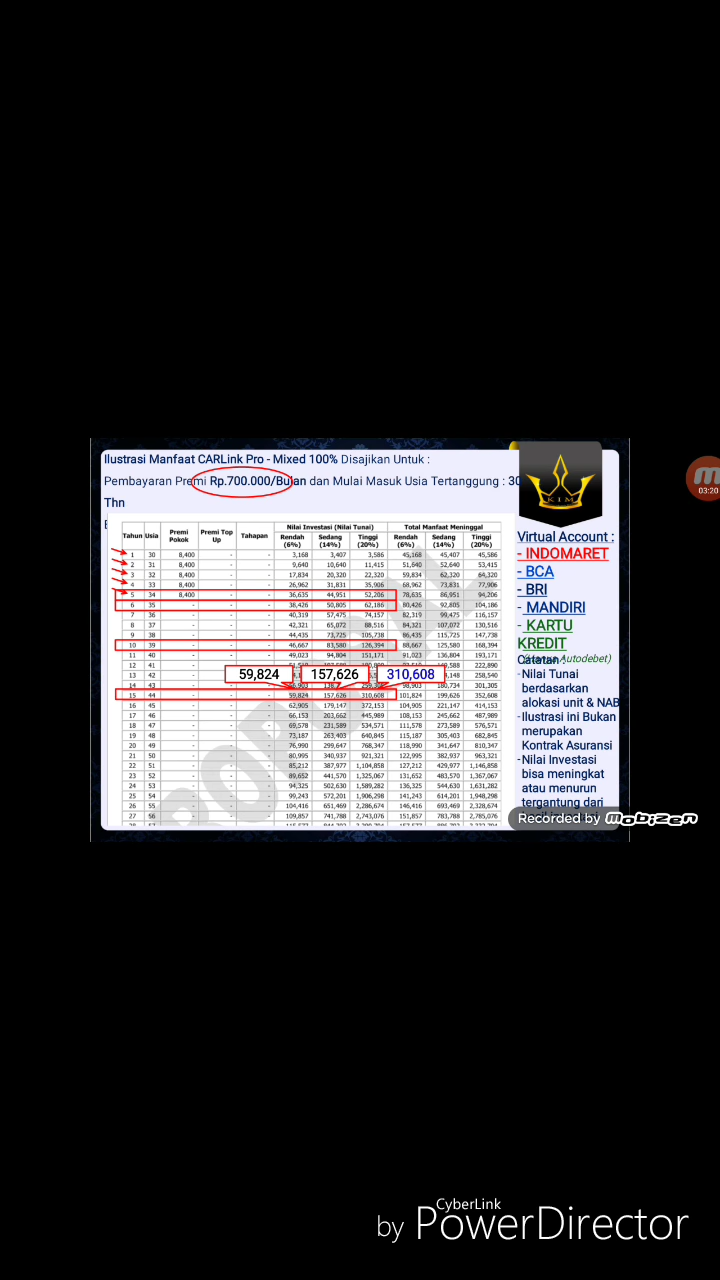 Ilustrasi Manfaat CARLink Pro - Mixed 100% Disajikan Untuk :
Pembayaran Premi Rp.700.000/Bulan dan Mulai Masuk Usia Tertanggung : 30
Thn
KIM
03:20
Nilai Investasi (Nilai Tunai) Total Manfaat Meninggal
Tahun Usia Premi Pokok Premi Top Up Tahapan Rendah (6%) Sedang (14%) Tinggi (20%) Rendah (6%) Sedang (14%) Tinggi (20%)
1 30 8,400 - - 3,168 3,407 3,586 45,168 45,407 45,586
2 31 8,400 - - 9,640 10,640 11,415 51,640 52,640 53,415
3 32 8,400 - - 17,834 20,320 22,320 59,834 62,320 64,320
4 33 8,400 - - 26,962 31,831 35,906 68,962 73,831 77,906
5 34 8,400 - - 36,635 44,951 52,206 78,635 86,951 94,206
6 35 - - - 38,426 50,805 62,186 80,426 92,805 104,186
7 36 - - - 40,319 57,475 74,157 82,319 99,475 116,157
8 37 - - - 42,321 65,072 88,516 84,321 107,072 130,516
9 38 - - - 44,435 73,725 105,738 86,435 115,725 147,738
10 39 - - - 46,667 83,580 126,394 88,667 125,580 168,394
11 40 - - - 49,023 94,804 151,171 91,023 136,804 193,171
12 41 - - - 222,890
13 42 - - 258,540
59,824 157,626 310,608
14 43 - - - 98,903 180,734 301,305
15 44 - - - 59,824 157,626 310,608 101,824 199,626 352,608
16 45 - - - 62,905 179,147 372,153 104,905 221,147 414,153
17 46 - - - 66,153 203,662 445,989 108,153 245,662 487,989
18 47 - - - 69,578 231,589 534,571 111,578 273,589 576,571
19 48 - - - 73,187 263,403 640,845 115,187 305,403 682,845
20 49 - - - 76,990 299,647 768,347 118,990 341,647 810,347
21 50 - - - 80,995 340,937 921,321 122,995 382,937 963,321
22 51 - - - 85,212 387,977 1,104,858 127,212 429,977 1,146,858
23 52 - - - 89,652 441,570 1,325,067 131,652 483,570 1,367,067
24 53 - - - 94,325 502,630 1,589,282 136,325 544,630 1,631,282
25 54 - - - 99,243 572,201 1,906,298 141,243 614,201 1,948,298
26 55 - - - 104,416 651,469 2,286,674 146,416 693,469 2,328,674
27 56 - - - 109,857 741,788 2,743,076 151,857 783,788 2,785,076
Virtual Account :
- INDOMARET
- BCA
- BRI
- MANDIRI
- KARTU
KREDIT
Catatan Autodebet)
-Nilai Tunai
berdasarkan
alokasi unit & NAB
-Ilustrasi ini Bukan
merupakan
Kontrak Asuransi
-Nilai Investasi
bisa meningkat
atau menurun
tergantung dari
Recorded by mobizen
CyberLink
by PowerDirector